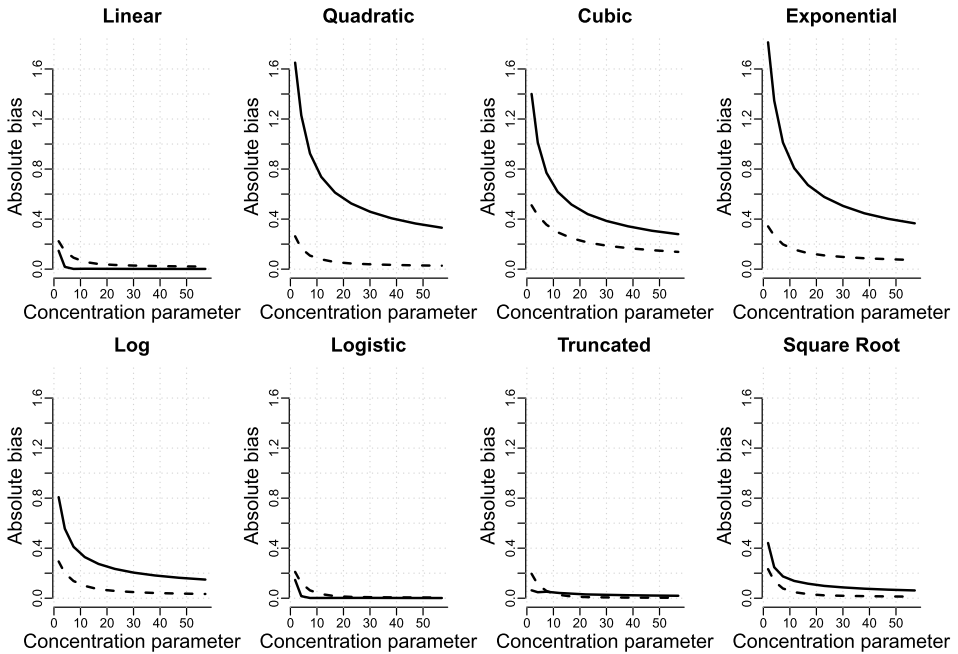 Linear Quadratic Cubic Exponential
Absolute bias Absolute bias Absolute bias Absolute bias
1.6 1.6 1.6 1.6
1.2 1.2 1.2 1.2
0.8 0.8 0.8 0.8
0.4 0.4 0.4 0.4
0.0 0.0 0.0 0.0
0 10 20 30 40 50 0 10 20 30 40 50 0 10 20 30 40 50 0 10 20 30 40 50
Concentration parameter Concentration parameter Concentration parameter Concentration parameter
Log Logistic Truncated Square Root
Absolute bias Absolute bias Absolute bias Absolute bias
1.6 1.6 1.6 1.6
1.2 1.2 1.2 1.2
0.8 0.8 0.8 0.8
0.4 0.4 0.4 0.4
0.0 0.0 0.0 0.0
0 10 20 30 40 50 0 10 20 30 40 50 0 10 20 30 40 50 0 10 20 30 40 50
Concentration parameter Concentration parameter Concentration parameter Concentration parameter